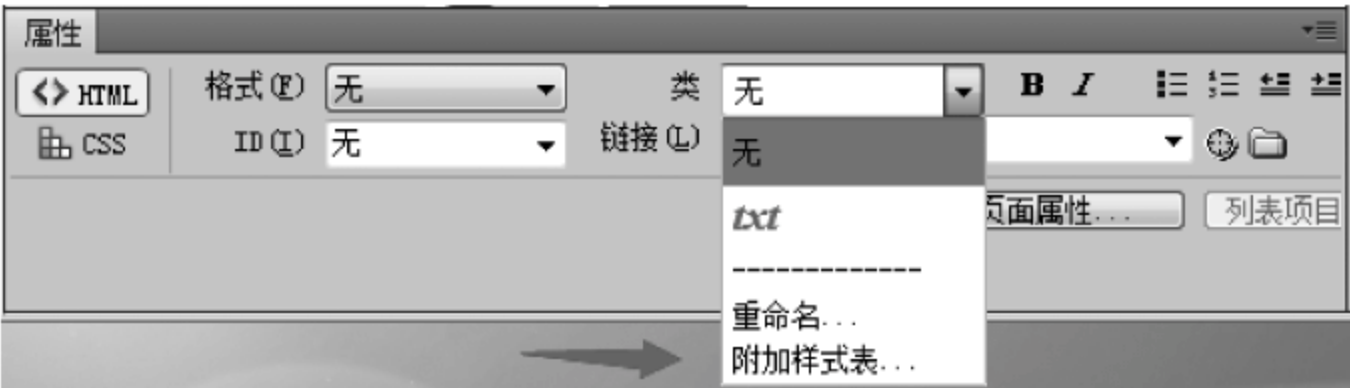 属性
<> HTML 格式(F) 无 类 无 B I
CSS ID(I) 无 链接(L)
无
txt
页面属性... 列表项目
-------------
重命名...
附加样式表...